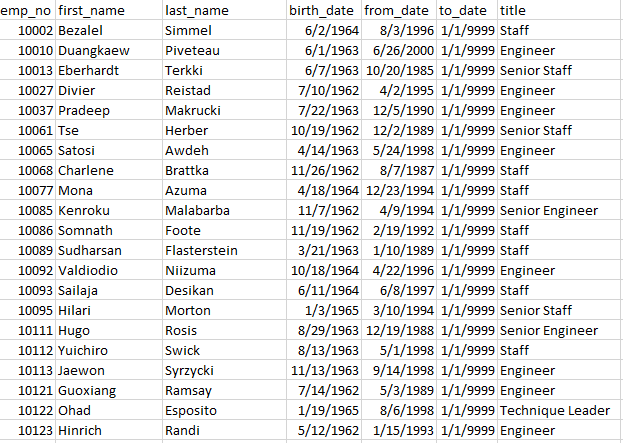 emp_no first_name last_name birth_date from_date to_date title
10002 Bezalel Simmel 6/2/1964 8/3/1996 1/1/9999 Staff
10010 Duangkaew Piveteau 6/1/1963 6/26/2000 1/1/9999 Engineer
10013 Eberhardt Terkki 6/7/1963 10/20/1985 1/1/9999 Senior Staff
10027 Divier Reistad 7/10/1962 4/2/1995 1/1/9999 Engineer
10037 Pradeep Makrucki 7/22/1963 12/5/1990 1/1/9999 Engineer
10061 Tse Herber 10/19/1962 12/2/1989 1/1/9999 Senior Staff
10065 Satosi Awdeh 4/14/1963 5/24/1998 1/1/9999 Engineer
10068 Charlene Brattka 11/26/1962 8/7/1987 1/1/9999 Staff
10077 Mona Azuma 4/18/1964 12/23/1994 1/1/9999 Staff
10085 Kenroku Malabarba 11/7/1962 4/9/1994 1/1/9999 Senior Engineer
10086 Somnath Foote 11/19/1962 2/19/1992 1/1/9999 Staff
10089 Sudharsan Flasterstein 3/21/1963 1/10/1989 1/1/9999 Staff
10092 Valdiodio Niizuma 10/18/1964 4/22/1996 1/1/9999 Engineer
10093 Sailaja Desikan 6/11/1964 6/8/1997 1/1/9999 Staff
10095 Hilari Morton 1/3/1965 3/10/1994 1/1/9999 Senior Staff
10111 Hugo Rosis 8/29/1963 12/19/1988 1/1/9999 Senior Engineer
10112 Yuichiro Swick 8/13/1963 5/1/1998 1/1/9999 Staff
10113 Jaewon Syrzycki 11/13/1963 9/14/1998 1/1/9999 Engineer
10121 Guoxiang Ramsay 7/14/1962 5/3/1989 1/1/9999 Engineer
10122 Ohad Esposito 1/19/1965 8/6/1998 1/1/9999 Technique Leader
10123 Hinrich Randi 5/12/1962 1/15/1993 1/1/9999 Engineer